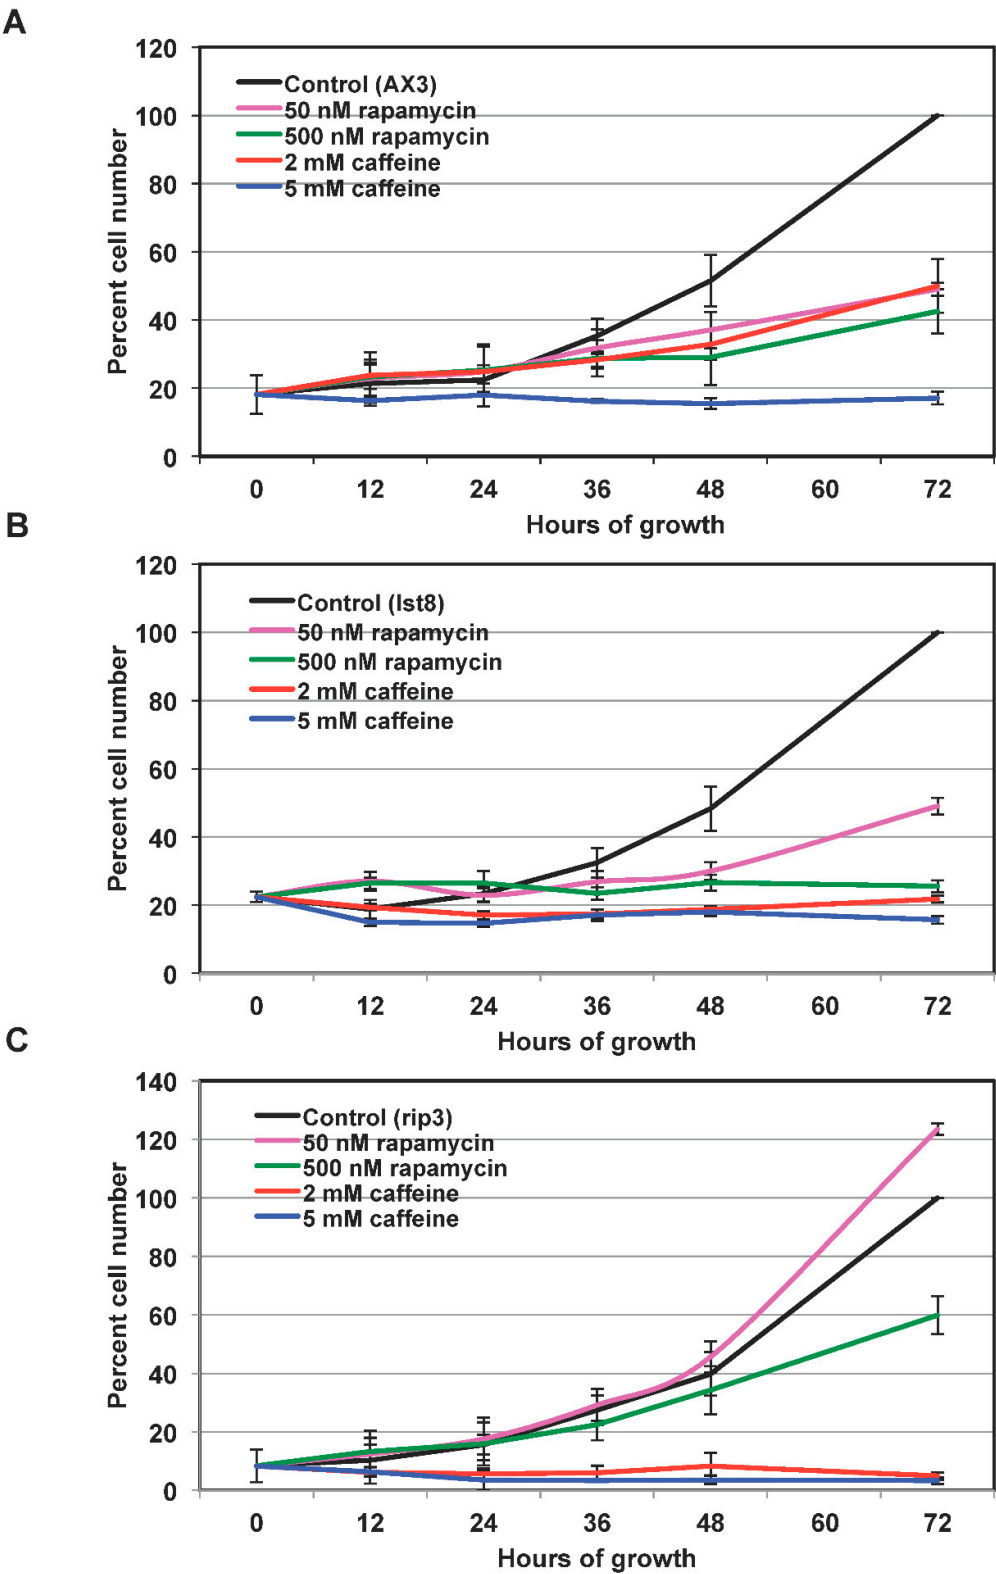 A
Percent cell number
120
100
80
60
40
20
0
Control (AX3)
50 nM rapamycin
500 nM rapamycin
2 mM caffeine
5 mM caffeine
0 12 24 36 48 60 72
Hours of growth
B
Percent cell number
120
100
80
60
40
20
0
Control (lst8)
50 nM rapamycin
500 nM rapamycin
2 mM caffeine
5 mM caffeine
0 12 24 36 48 60 72
Hours of growth
C
Percent cell number
140
120
100
80
60
40
20
0
Control (rip3)
50 nM rapamycin
500 nM rapamycin
2 mM caffeine
5 mM caffeine
0 12 24 36 48 60 72
Hours of growth